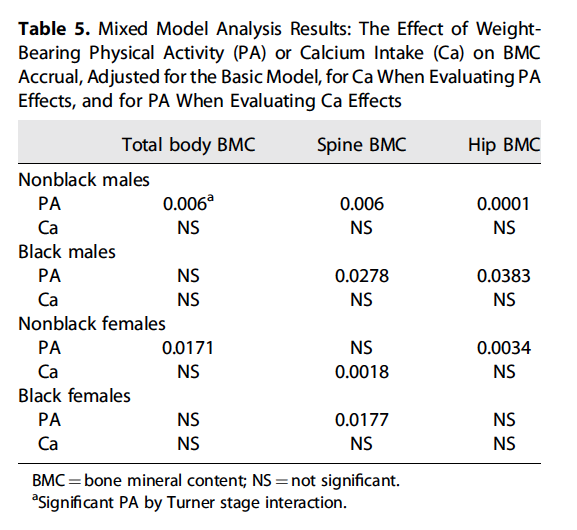 Table 5. Mixed Model Analysis Results: The Effect of Weight-
Bearing Physical Activity (PA) or Calcium Intake (Ca) on BMC
Accrual, Adjusted for the Basic Model, for Ca When Evaluating PA
Effects, and for PA When Evaluating Ca Effects
Total body BMC Spine BMC Hip BMC
Nonblack males
PA 0.006a 0.006 0.0001
Ca NS NS NS
Black males
PA NS 0.0278 0.0383
Ca NS NS NS
Nonblack females
PA 0.0171 NS 0.0034
Ca NS 0.0018 NS
Black females
PA NS 0.0177 NS
Ca NS NS NS
BMC = bone mineral content; NS = not significant.
aSignificant PA by Turner stage interaction.